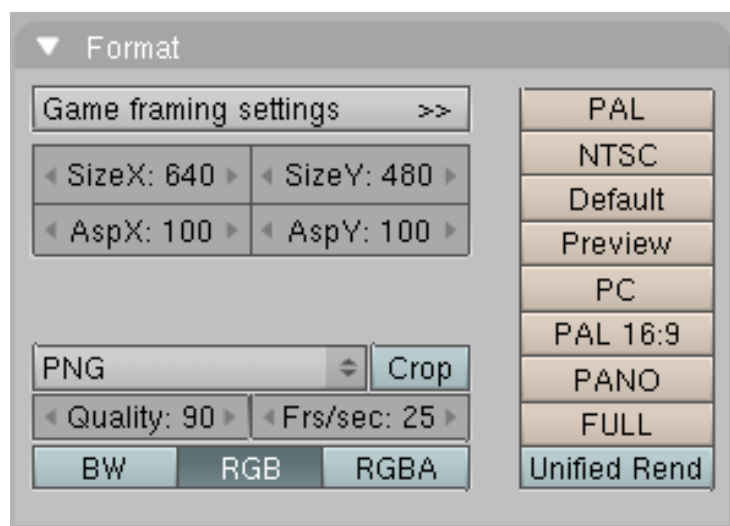 Format
Game framing settings >>
SizeX: 640 SizeY: 480
AspX: 100 AspY: 100
PNG Crop
Quality: 90 Frs/sec: 25
BW RGB RGBA
PAL
NTSC
Default
Preview
PC
PAL 16:9
PANO
FULL
Unified Rend